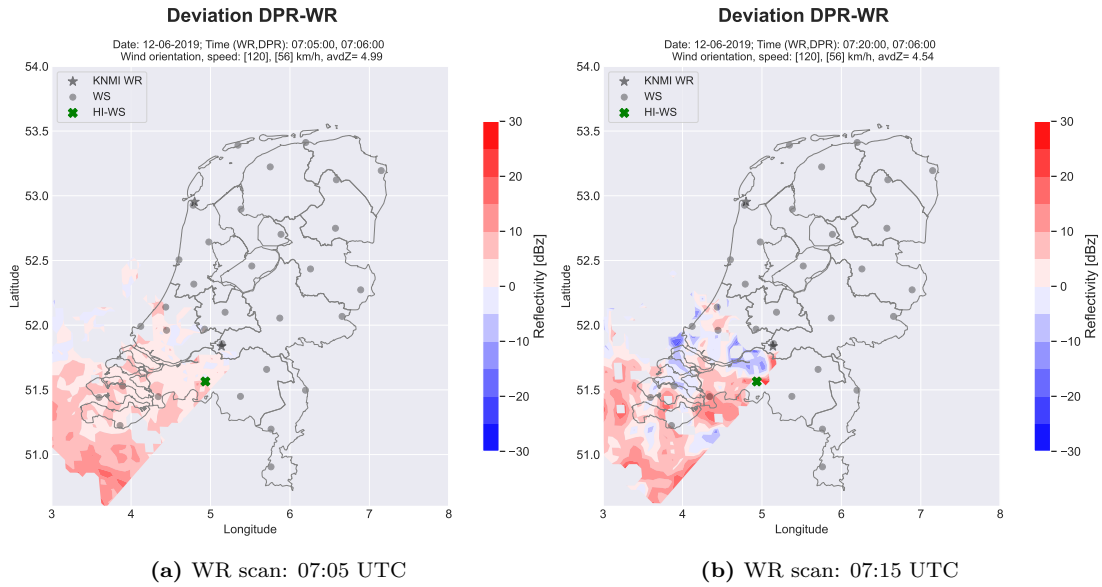 Deviation DPR-WR
Date: 12-06-2019; Time (WR,DPR): 07:05:00, 07:06:00
Wind orientation, speed: [120], [56] km/h, avdZ= 4.99
54.0
53.5
53.0
52.5
52.0
51.5
51.0
Latitude
KNMI WR
WS
HI-WS
3 4 5 6 7 8
Longitude
30
20
10
0
−10
−20
−30
Reflectivity [dBz]
(a) WR scan: 07:05 UTC
Deviation DPR-WR
Date: 12-06-2019; Time (WR,DPR): 07:20:00, 07:06:00
Wind orientation, speed: [120], [56] km/h, avdZ= 4.54
54.0
53.5
53.0
52.5
52.0
51.5
51.0
Latitude
KNMI WR
WS
HI-WS
3 4 5 6 7 8
Longitude
30
20
10
0
−10
−20
−30
Reflectivity [dBz]
(b) WR scan: 07:15 UTC